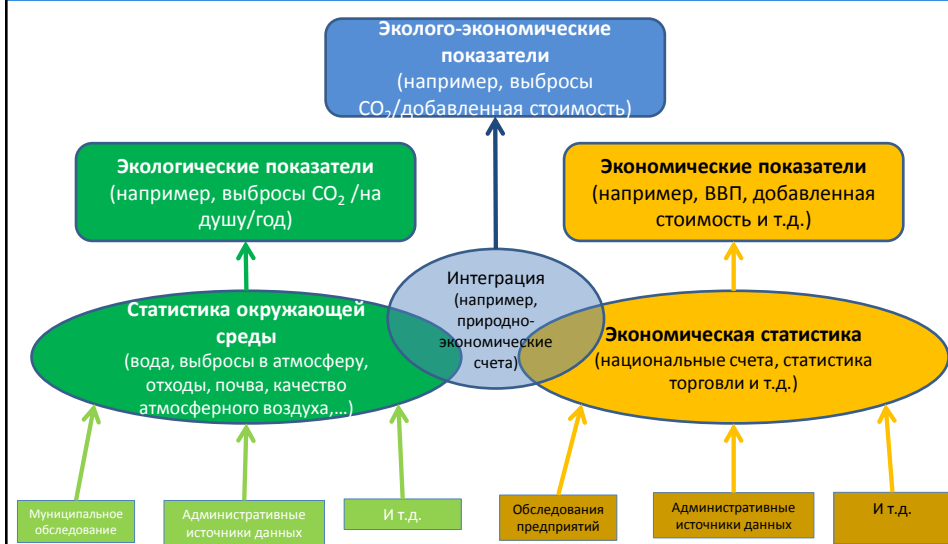 Эколого-экономические
показатели
(например, выбросы
CO₂/добавленная стоимость)
Экологические показатели
(например, выбросы CO₂ /на
душу/год)
Экономические показатели
(например, ВВП, добавленная
стоимость и т.д.)
Интеграция
(например,
природно-
экономические
счета)
Статистика окружающей
среды
(вода, выбросы в атмосферу,
отходы, почва, качество
атмосферного воздуха,...)
Экономическая статистика
(национальные счета, статистика
торговли и т.д.)
Муниципальное
обследование
Административные
источники данных
И т.д.
Обследования
предприятий
Административные
источники данных
И т.д.